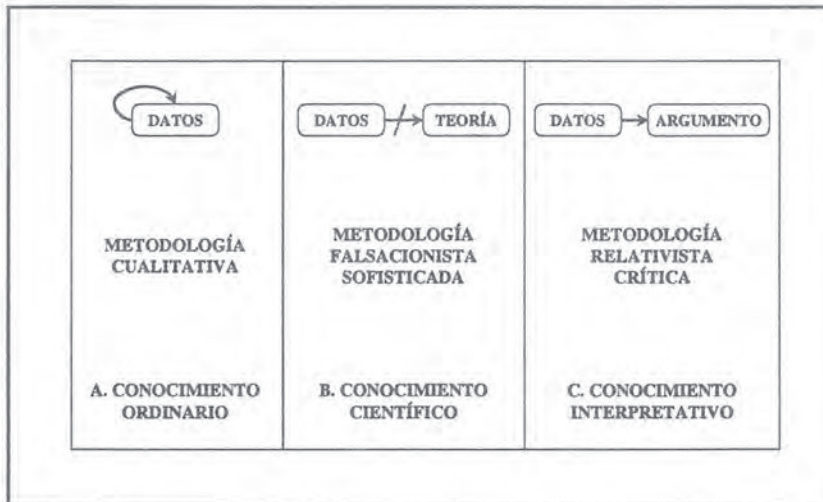 DATOS
METODOLOGÍA
CUALITATIVA
A. CONOCIMIENTO
ORDINARIO
DATOS TEORÍA
METODOLOGÍA
FALSACIONISTA
SOFISTICADA
B. CONOCIMIENTO
CIENTÍFICO
DATOS ARGUMENTO
METODOLOGÍA
RELATIVISTA
CRÍTICA
C. CONOCIMIENTO
INTERPRETATIVO